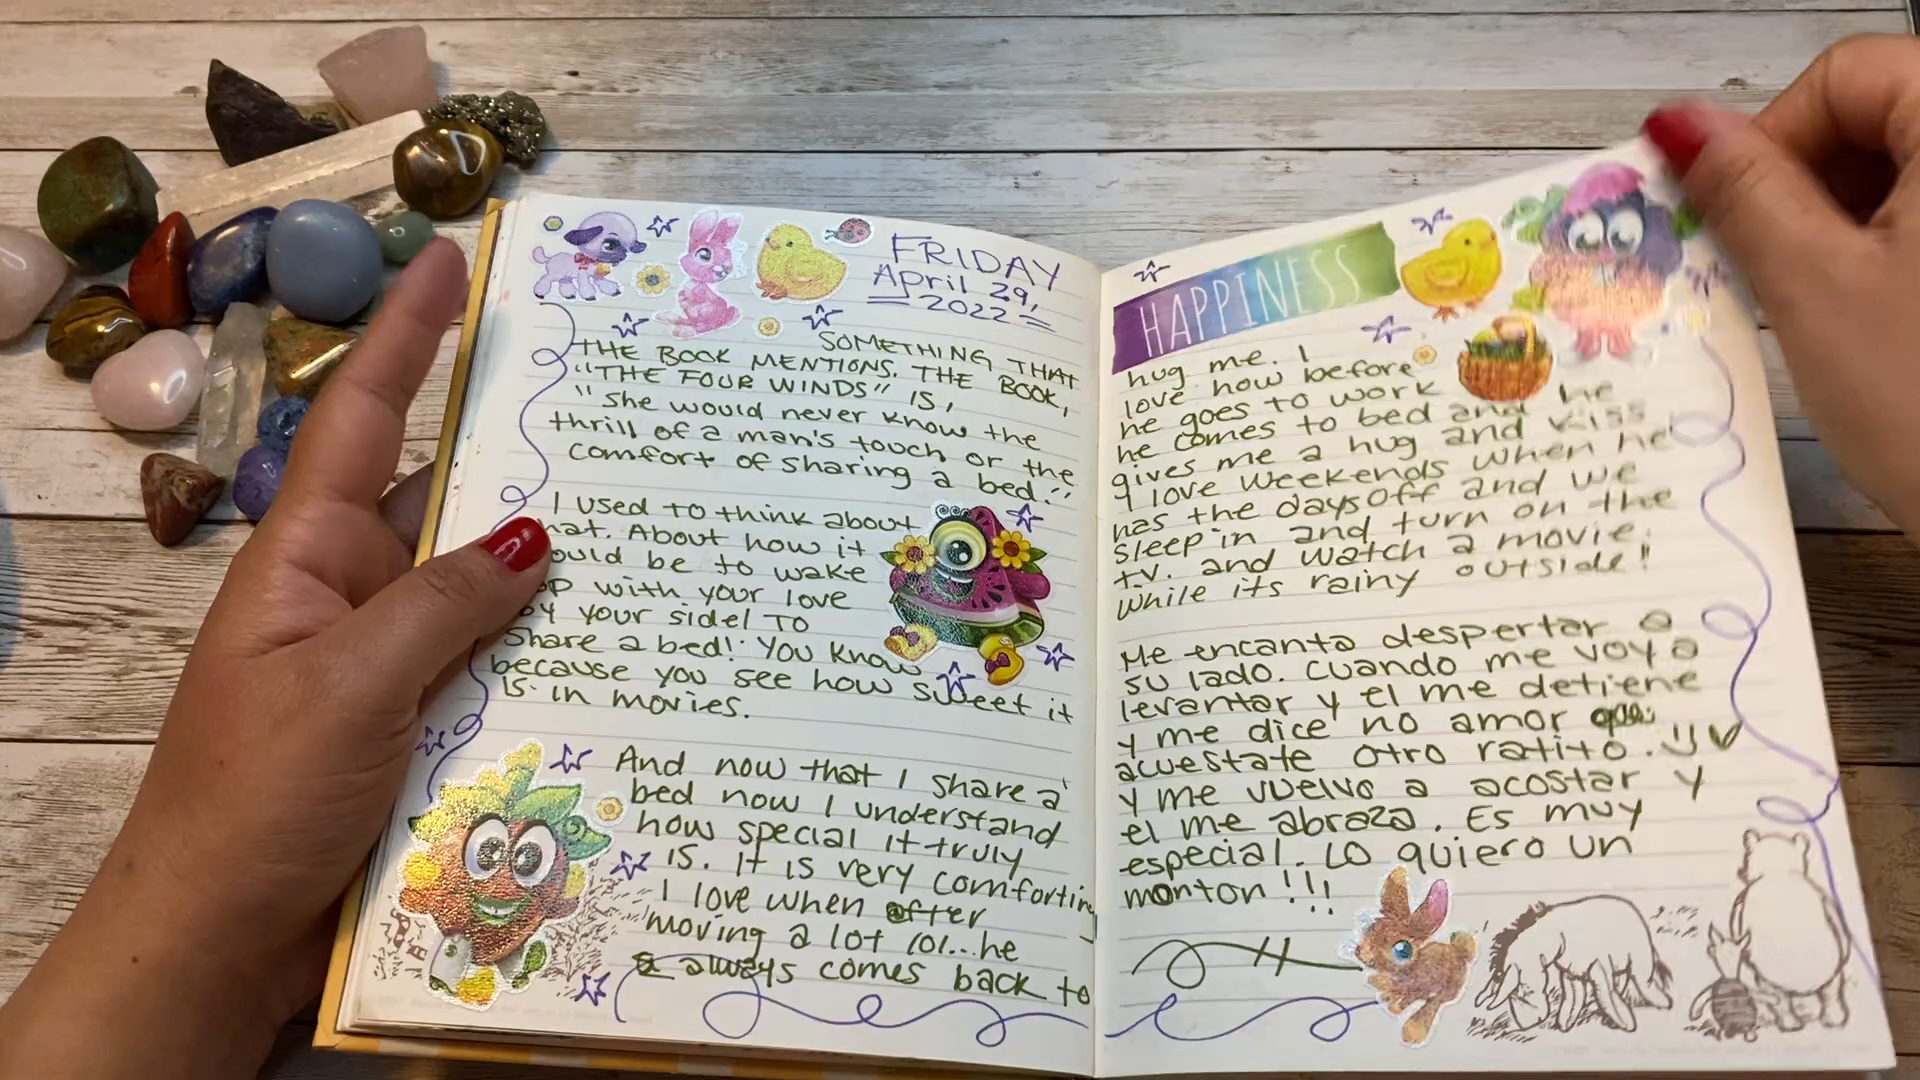 FRIDAY
April 29,
2022
SOMETHING THAT
THE BOOK MENTIONS. THE BOOK,
"THE FOUR WINDS" IS,
"She would never know the
thrill of a man's touch or the
comfort of sharing a bed."
I used to think about
hat. About how it
ould be to wake
up with your love
by your side! To
share a bed! You know
because you see how sweet it
is in movies.
And now that I share a
bed now I understand
how special it truly
is. It is very comforting
I love when after
moving a lot lol...he
always comes back to
HAPPINESS
hug me. I
love how before
he goes to work
he comes to bed and he
gives me a hug and kiss
I love weekends when he
has the days off and we
sleep in and turn on the
t.v. and watch a movie
while its rainy outside!
Me encanta despertar a
su lado. Cuando me voy a
levantar y el me detiene
y me dice no amor
acuestate otro ratito.
y me vuelvo a acostar y
el me abraza. Es muy
especial. Lo quiero un
monton!!!